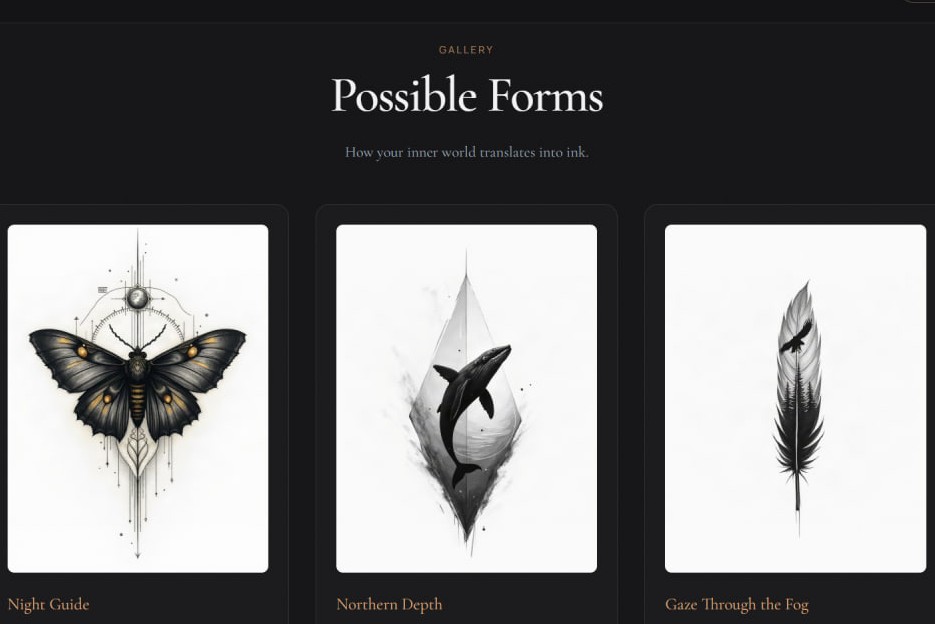 GALLERY
Possible Forms
How your inner world translates into ink.
Night Guide
Northern Depth
Gaze Through the Fog